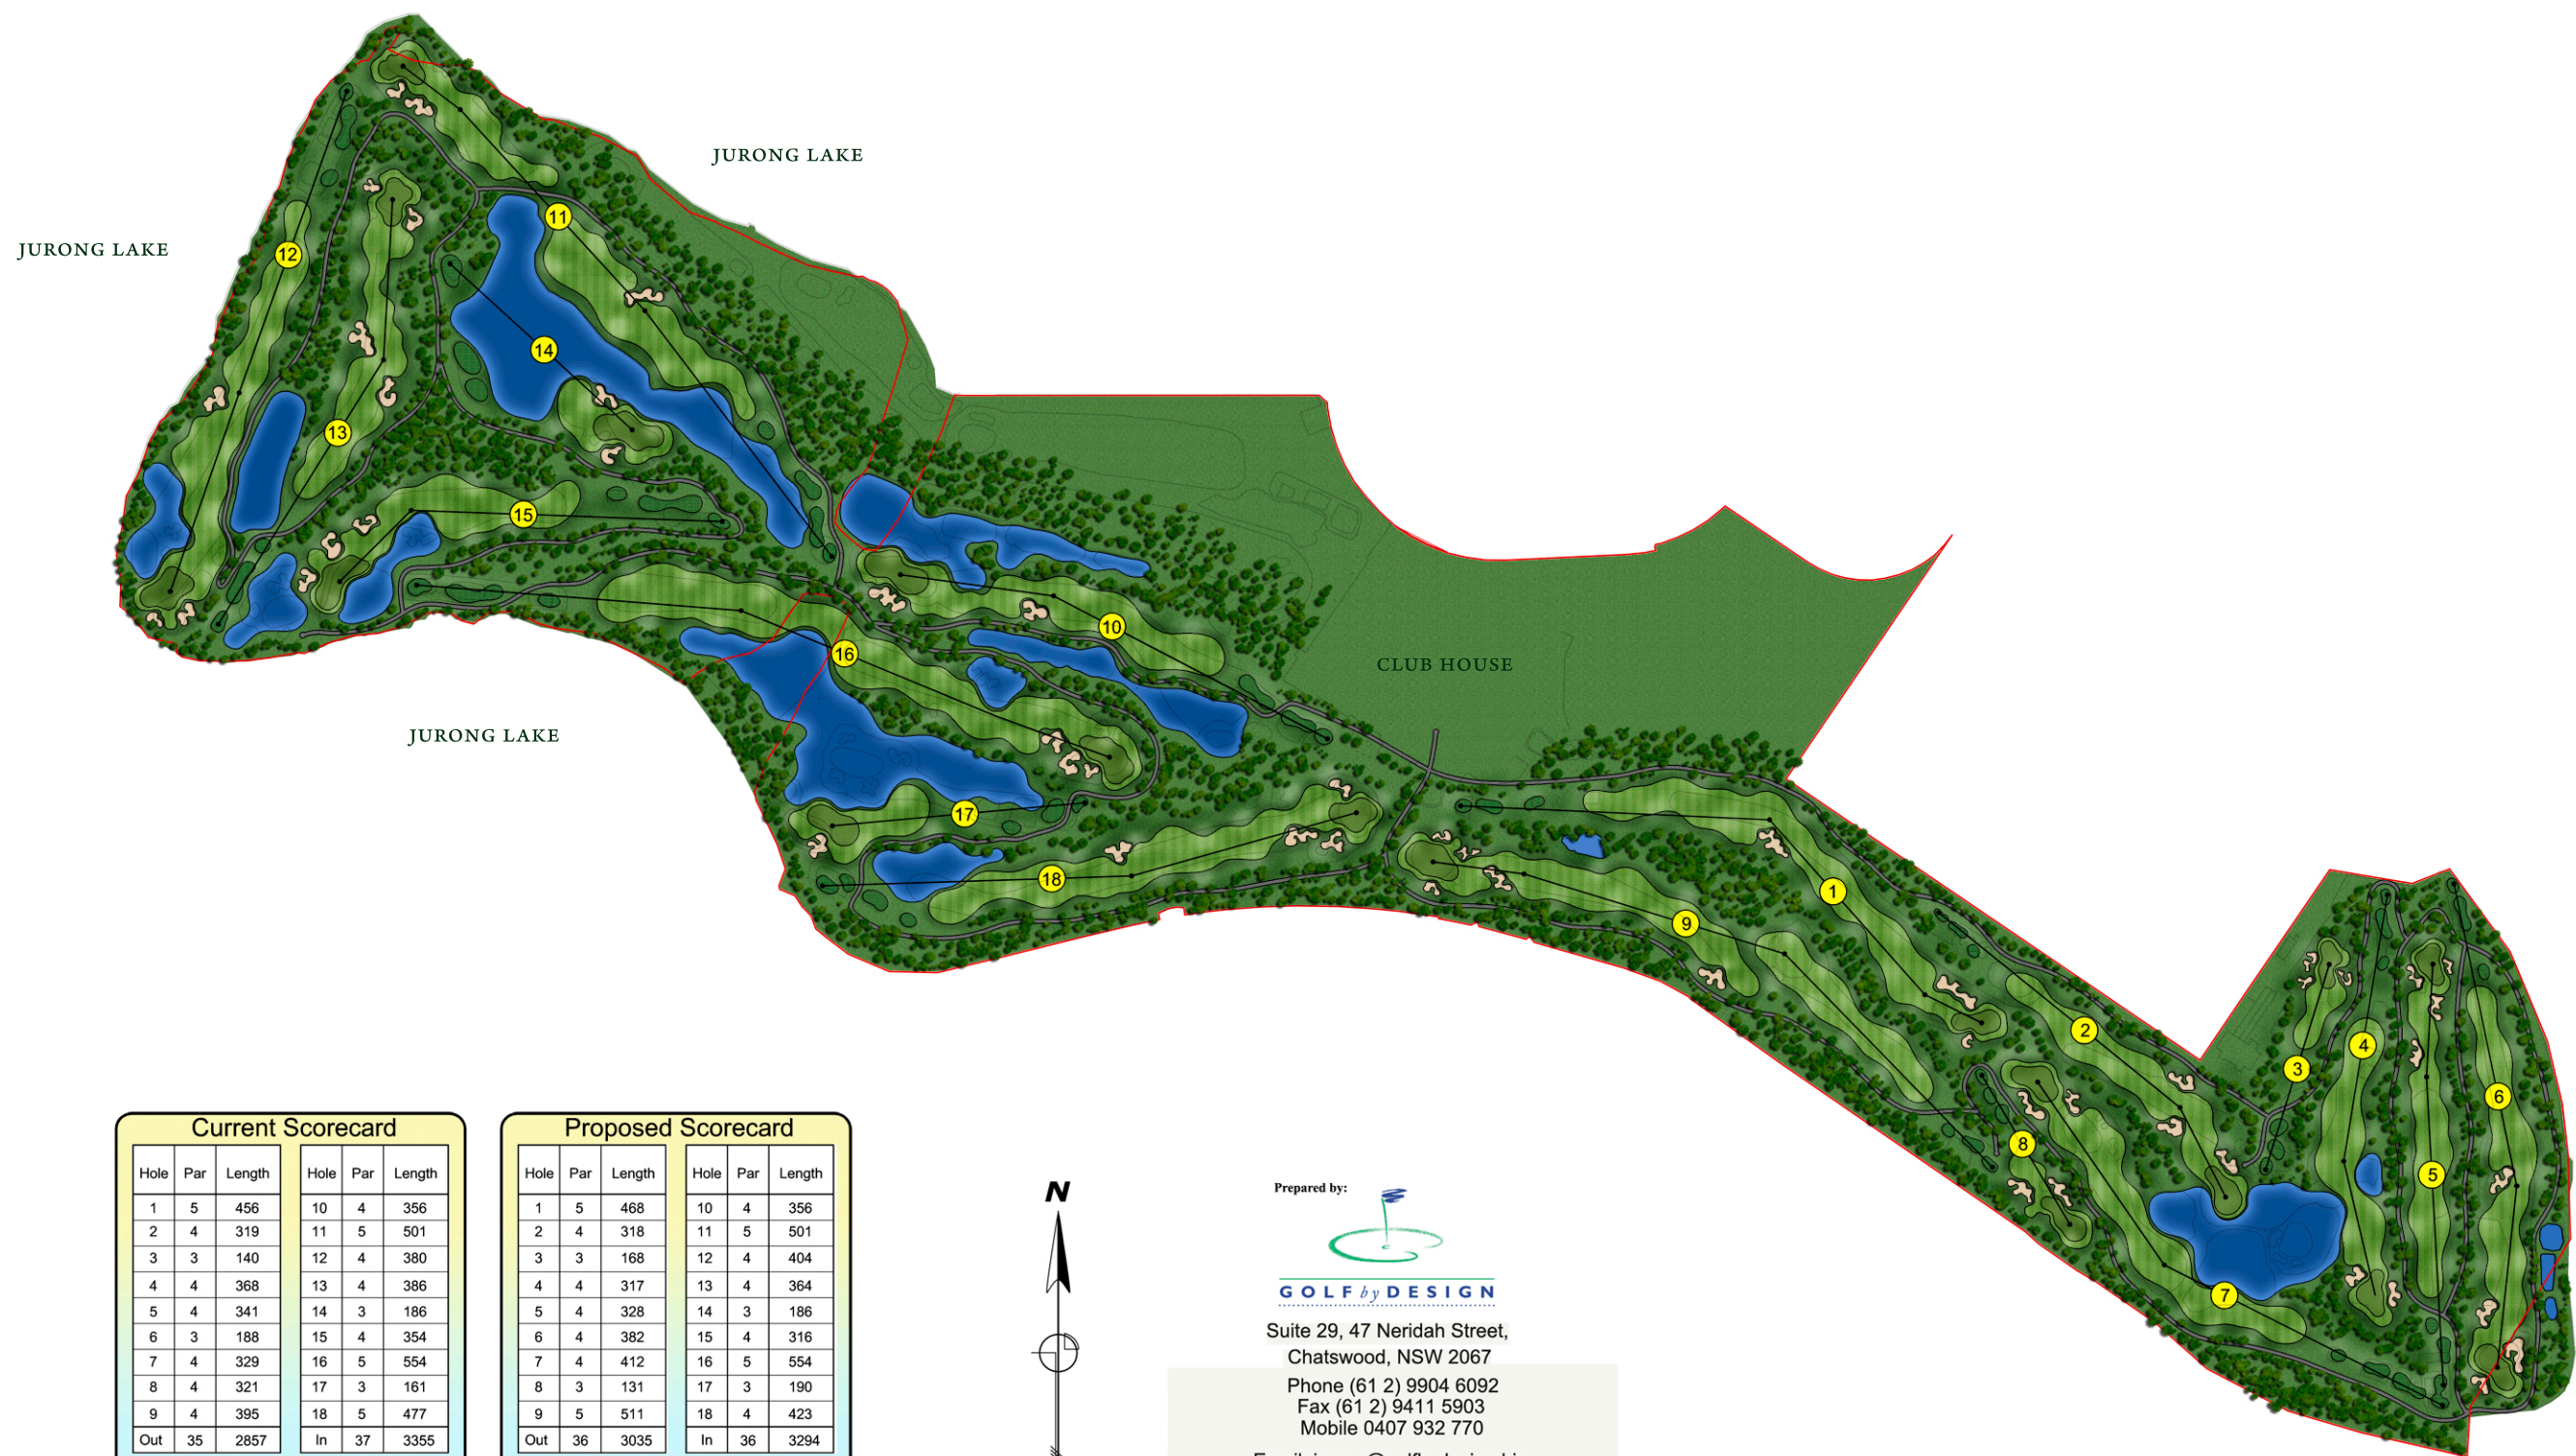 JURONG LAKE
JURONG LAKE
JURONG LAKE
CLUB HOUSE
11
12
14
13
15
10
16
17
18
1
9
2
3
4
6
8
5
7
Current Scorecard
Hole Par Length Hole Par Length
1 5 456 10 4 356
2 4 319 11 5 501
3 3 140 12 4 380
4 4 368 13 4 386
5 4 341 14 3 186
6 3 188 15 4 354
7 4 329 16 5 554
8 4 321 17 3 161
9 4 395 18 5 477
Out 35 2857 In 37 3355
Proposed Scorecard
Hole Par Length Hole Par Length
1 5 468 10 4 356
2 4 318 11 5 501
3 3 168 12 4 404
4 4 317 13 4 364
5 4 328 14 3 186
6 4 382 15 4 316
7 4 412 16 5 554
8 3 131 17 3 190
9 5 511 18 4 423
Out 36 3035 In 36 3294
N
Prepared by:
GOLF by DESIGN
Suite 29, 47 Neridah Street,
Chatswood, NSW 2067
Phone (61 2) 9904 6092
Fax (61 2) 9411 5903
Mobile 0407 932 770